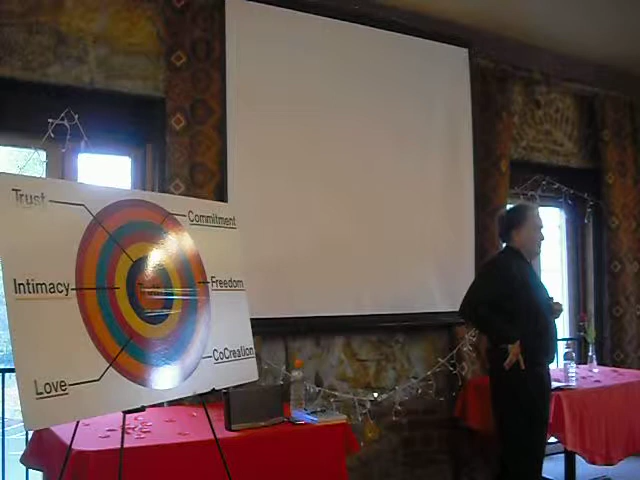 Trust
Commitment
Intimacy
Freedom
CoCreation
Love